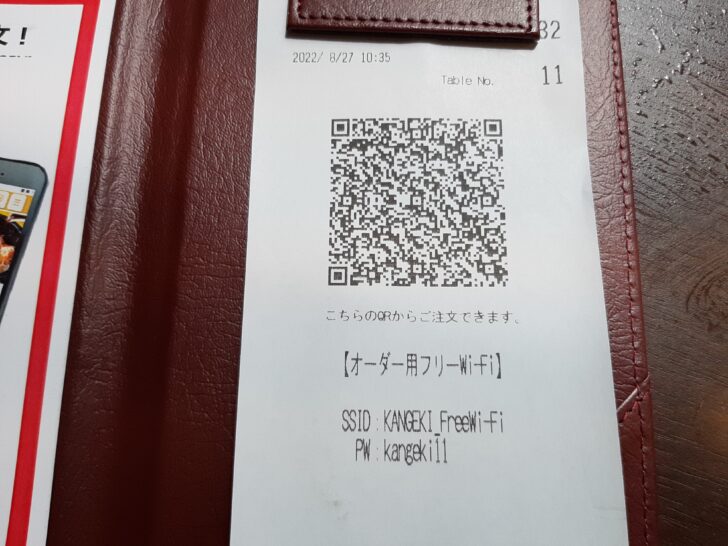 文！
32
2022/ 8/27 10:35
Table No. 11
こちらのQRからご注文できます。
【オーダー用フリーWi-Fi】
SSID：KANGEKI_FreeWi-Fi
PW：kangeki11